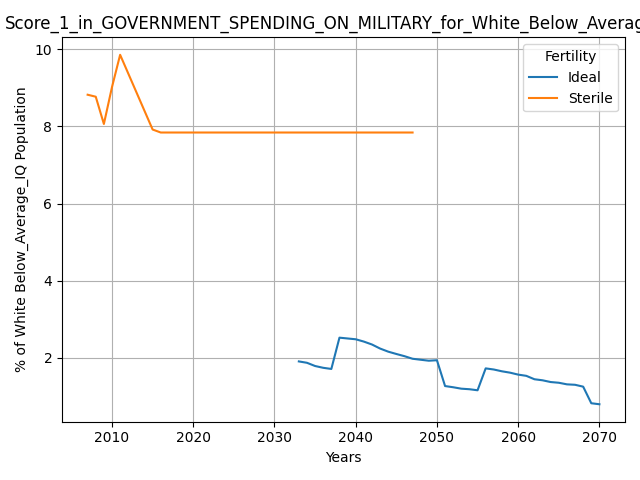 Score_1_in_GOVERNMENT_SPENDING_ON_MILITARY_for_White_Below_Averag
Fertility
Ideal
Sterile
% of White Below_Average_IQ Population
10
8
6
4
2
2010 2020 2030 2040 2050 2060 2070
Years